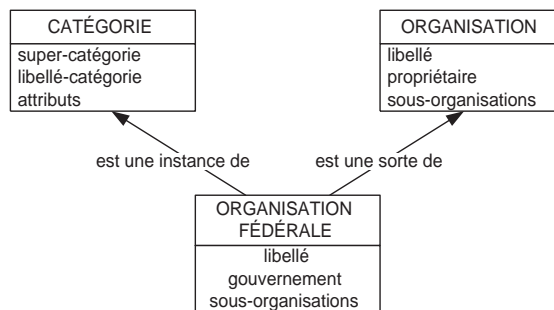 CATÉGORIE
super-catégorie
libellé-catégorie
attributs
ORGANISATION
libellé
propriétaire
sous-organisations
est une instance de
est une sorte de
ORGANISATION
FÉDÉRALE
libellé
gouvernement
sous-organisations